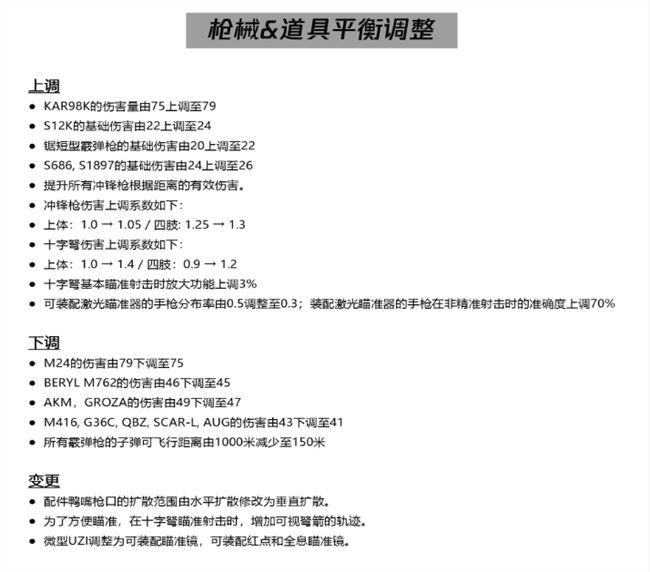 枪械&道具平衡调整
上调
● KAR98K的伤害量由75上调至79
● S12K的基础伤害由22上调至24
● 锯短型霰弹枪的基础伤害由20上调至22
● S686, S1897的基础伤害由24上调至26
● 提升所有冲锋枪根据距离的有效伤害。
● 冲锋枪伤害上调系数如下：
● 上体：1.0 → 1.05 / 四肢: 1.25 → 1.3
● 十字弩伤害上调系数如下：
● 上体：1.0 → 1.4 / 四肢：0.9 → 1.2
● 十字弩基本瞄准射击时放大功能上调3%
● 可装配激光瞄准器的手枪分布率由0.5调整至0.3；装配激光瞄准器的手枪在非精准射击时的准确度上调70%
下调
● M24的伤害由79下调至75
● BERYL M762的伤害由46下调至45
● AKM，GROZA的伤害由49下调至47
● M416, G36C, QBZ, SCAR-L, AUG的伤害由43下调至41
● 所有霰弹枪的子弹可飞行距离由1000米减少至150米
变更
● 配件鸭嘴枪口的扩散范围由水平扩散修改为垂直扩散。
● 为了方便瞄准，在十字弩瞄准射击时，增加可视弩箭的轨迹。
● 微型UZI调整为可装配瞄准镜，可装配红点和全息瞄准镜。